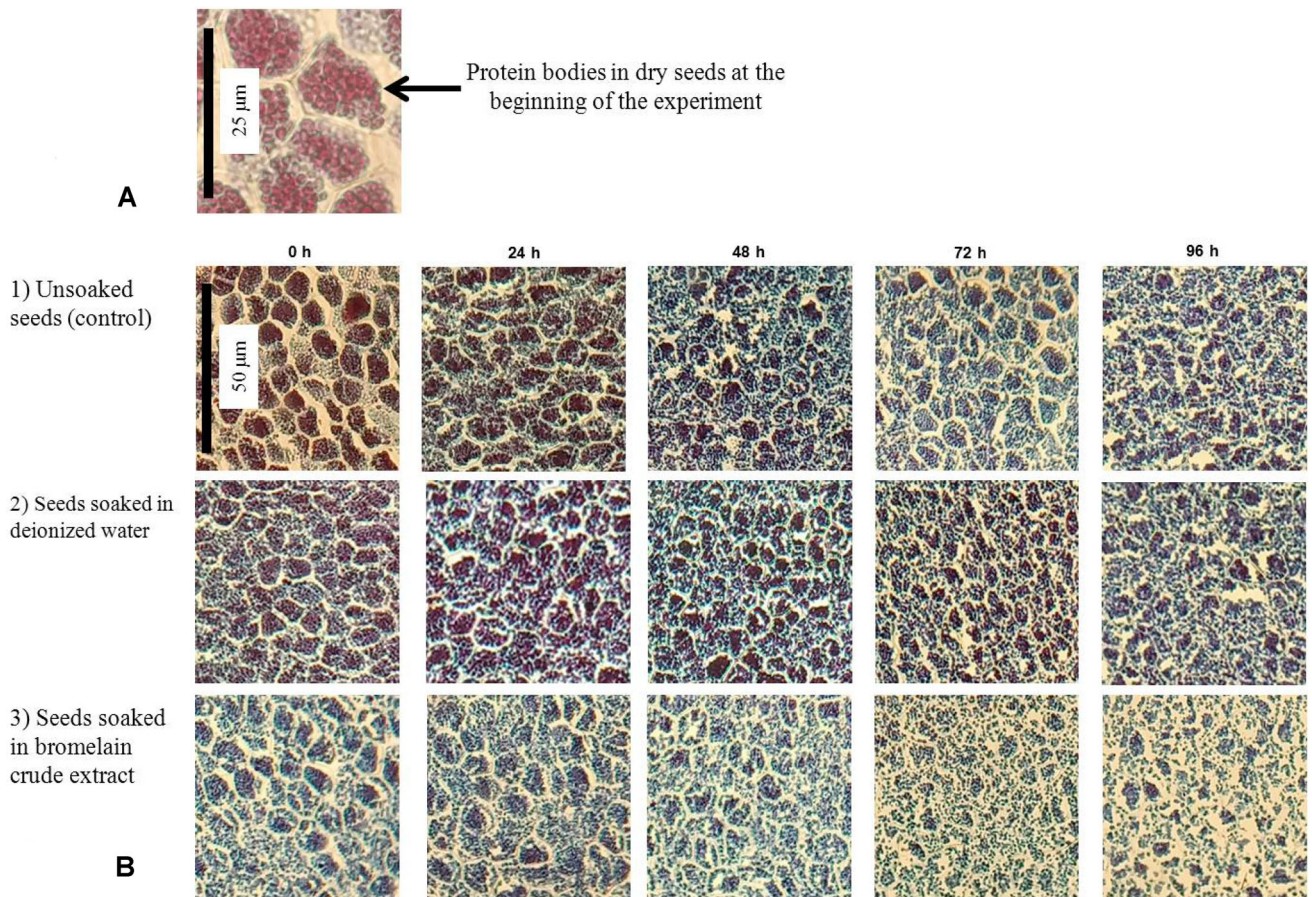 Protein bodies in dry seeds at the
beginning of the experiment
25 µm
A
0 h
24 h
48 h
72 h
96 h
1) Unsoaked
seeds (control)
50 µm
2) Seeds soaked in
deionized water
3) Seeds soaked
in bromelain
crude extract
B